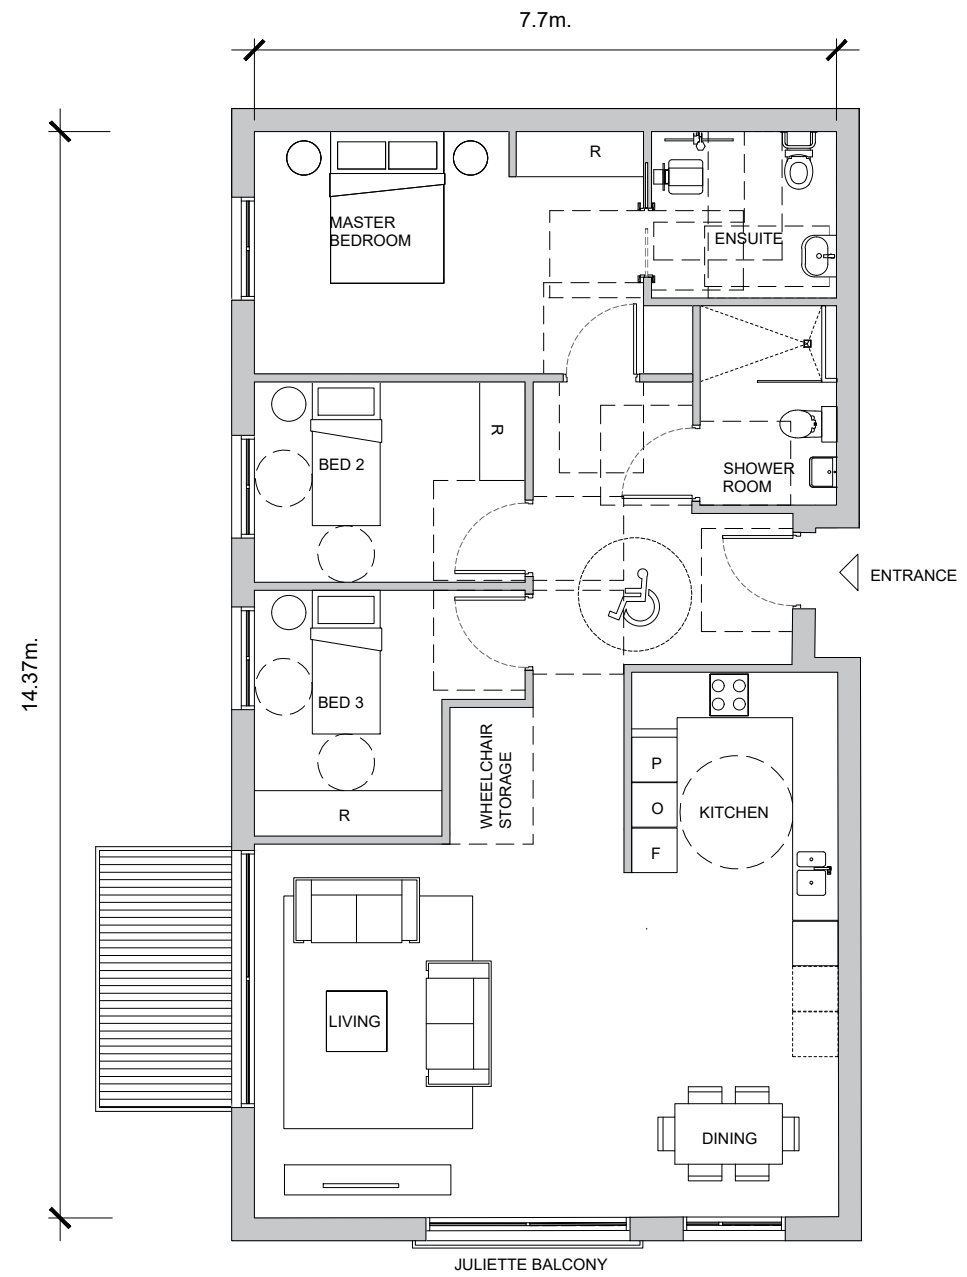 7.7m.
14.37m.
R
MASTER
BEDROOM
ENSUITE
R
BED 2
SHOWER
ROOM
ENTRANCE
BED 3
WHEELCHAIR
STORAGE
R
P
O
F
KITCHEN
LIVING
DINING
JULIETTE BALCONY